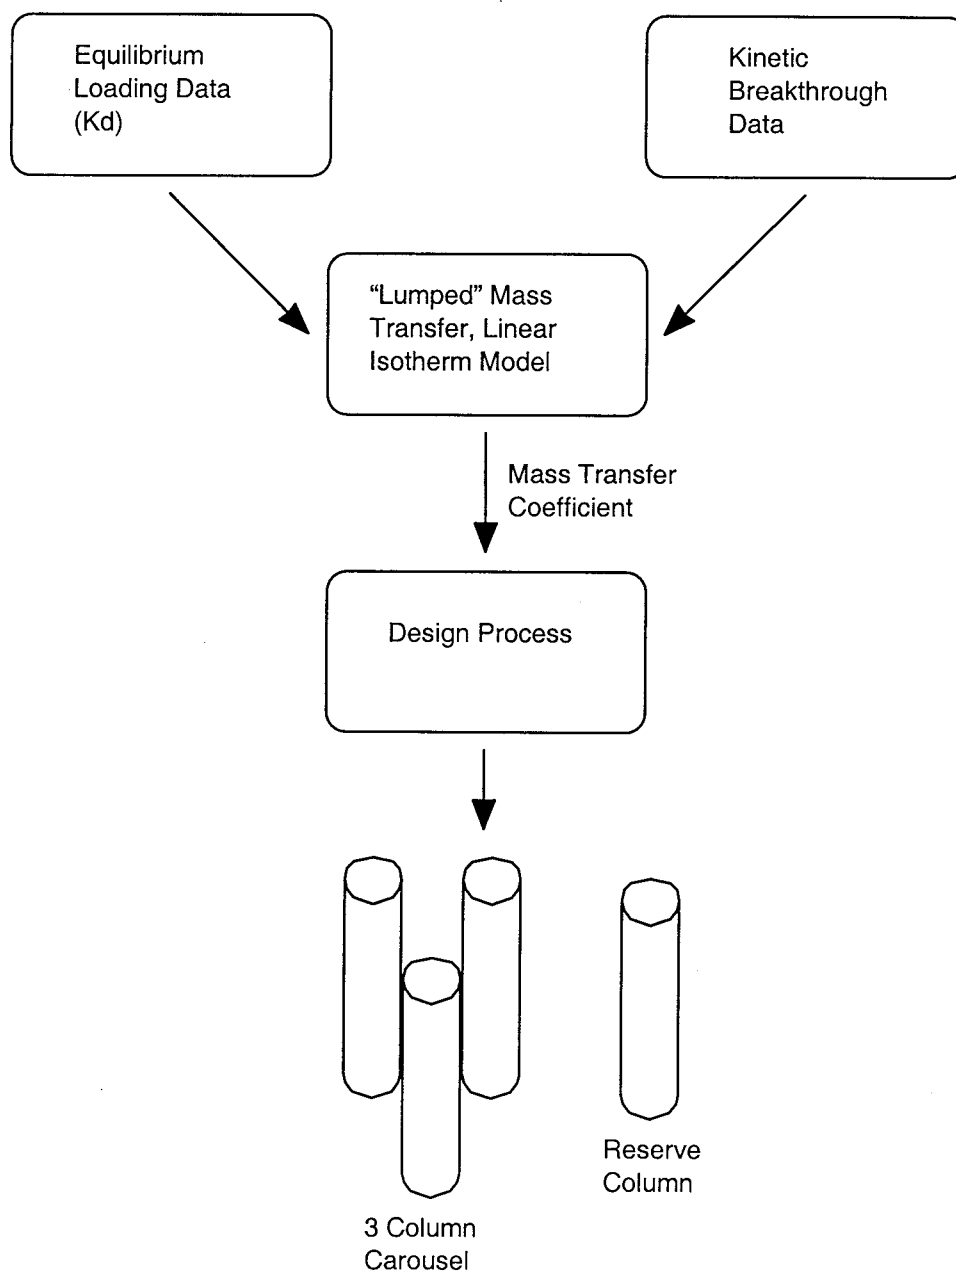 Equilibrium
Loading Data
(Kd)
Kinetic
Breakthrough
Data
“Lumped” Mass
Transfer, Linear
Isotherm Model
Mass Transfer
Coefficient
Design Process
Reserve
Column
3 Column
Carousel